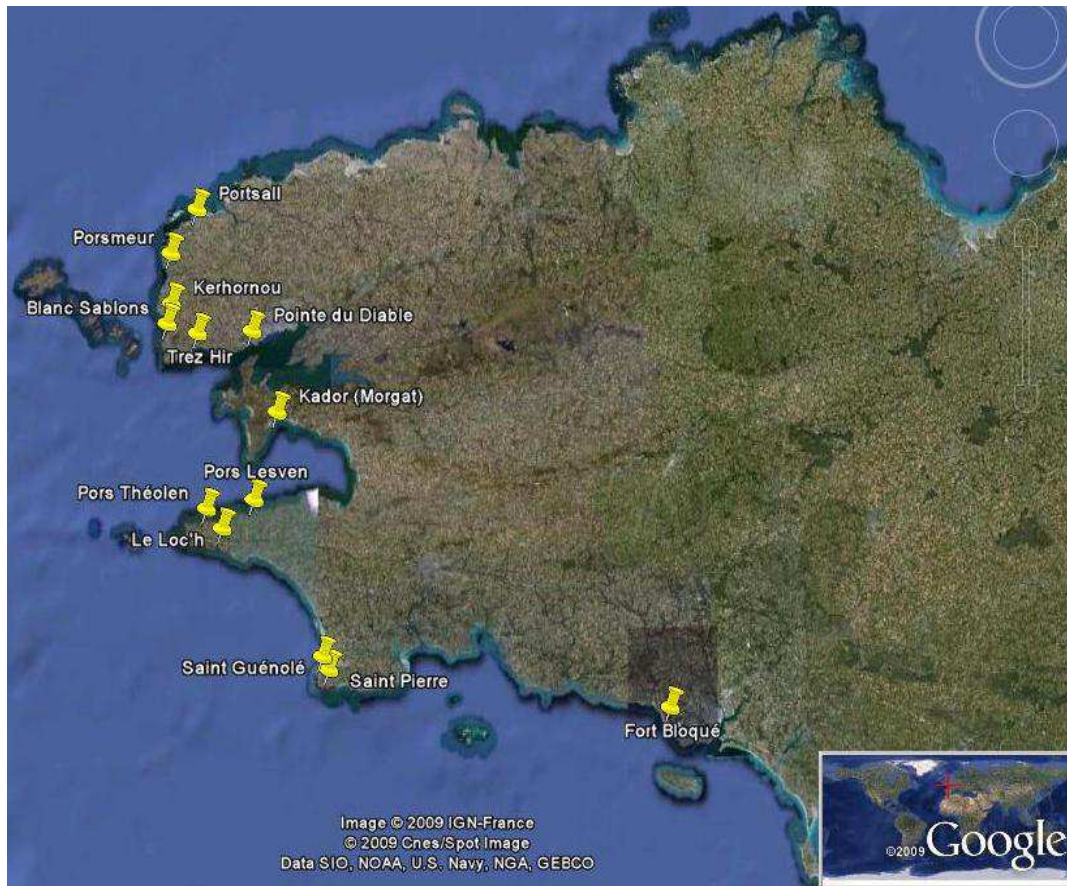 Portsall
Porsmeur
Kerhornou
Blanc Sablons
Pointe du Diable
Trez Hir
Kador (Morgat)
Pors Lesven
Pors Théolen
Le Loc'h
Saint Guénolé
Saint Pierre
Fort Bloqué
Image © 2009 IGN-France
© 2009 Cnes/Spot Image
Data SIO, NOAA, U.S. Navy, NGA, GEBCO
©2009 Google